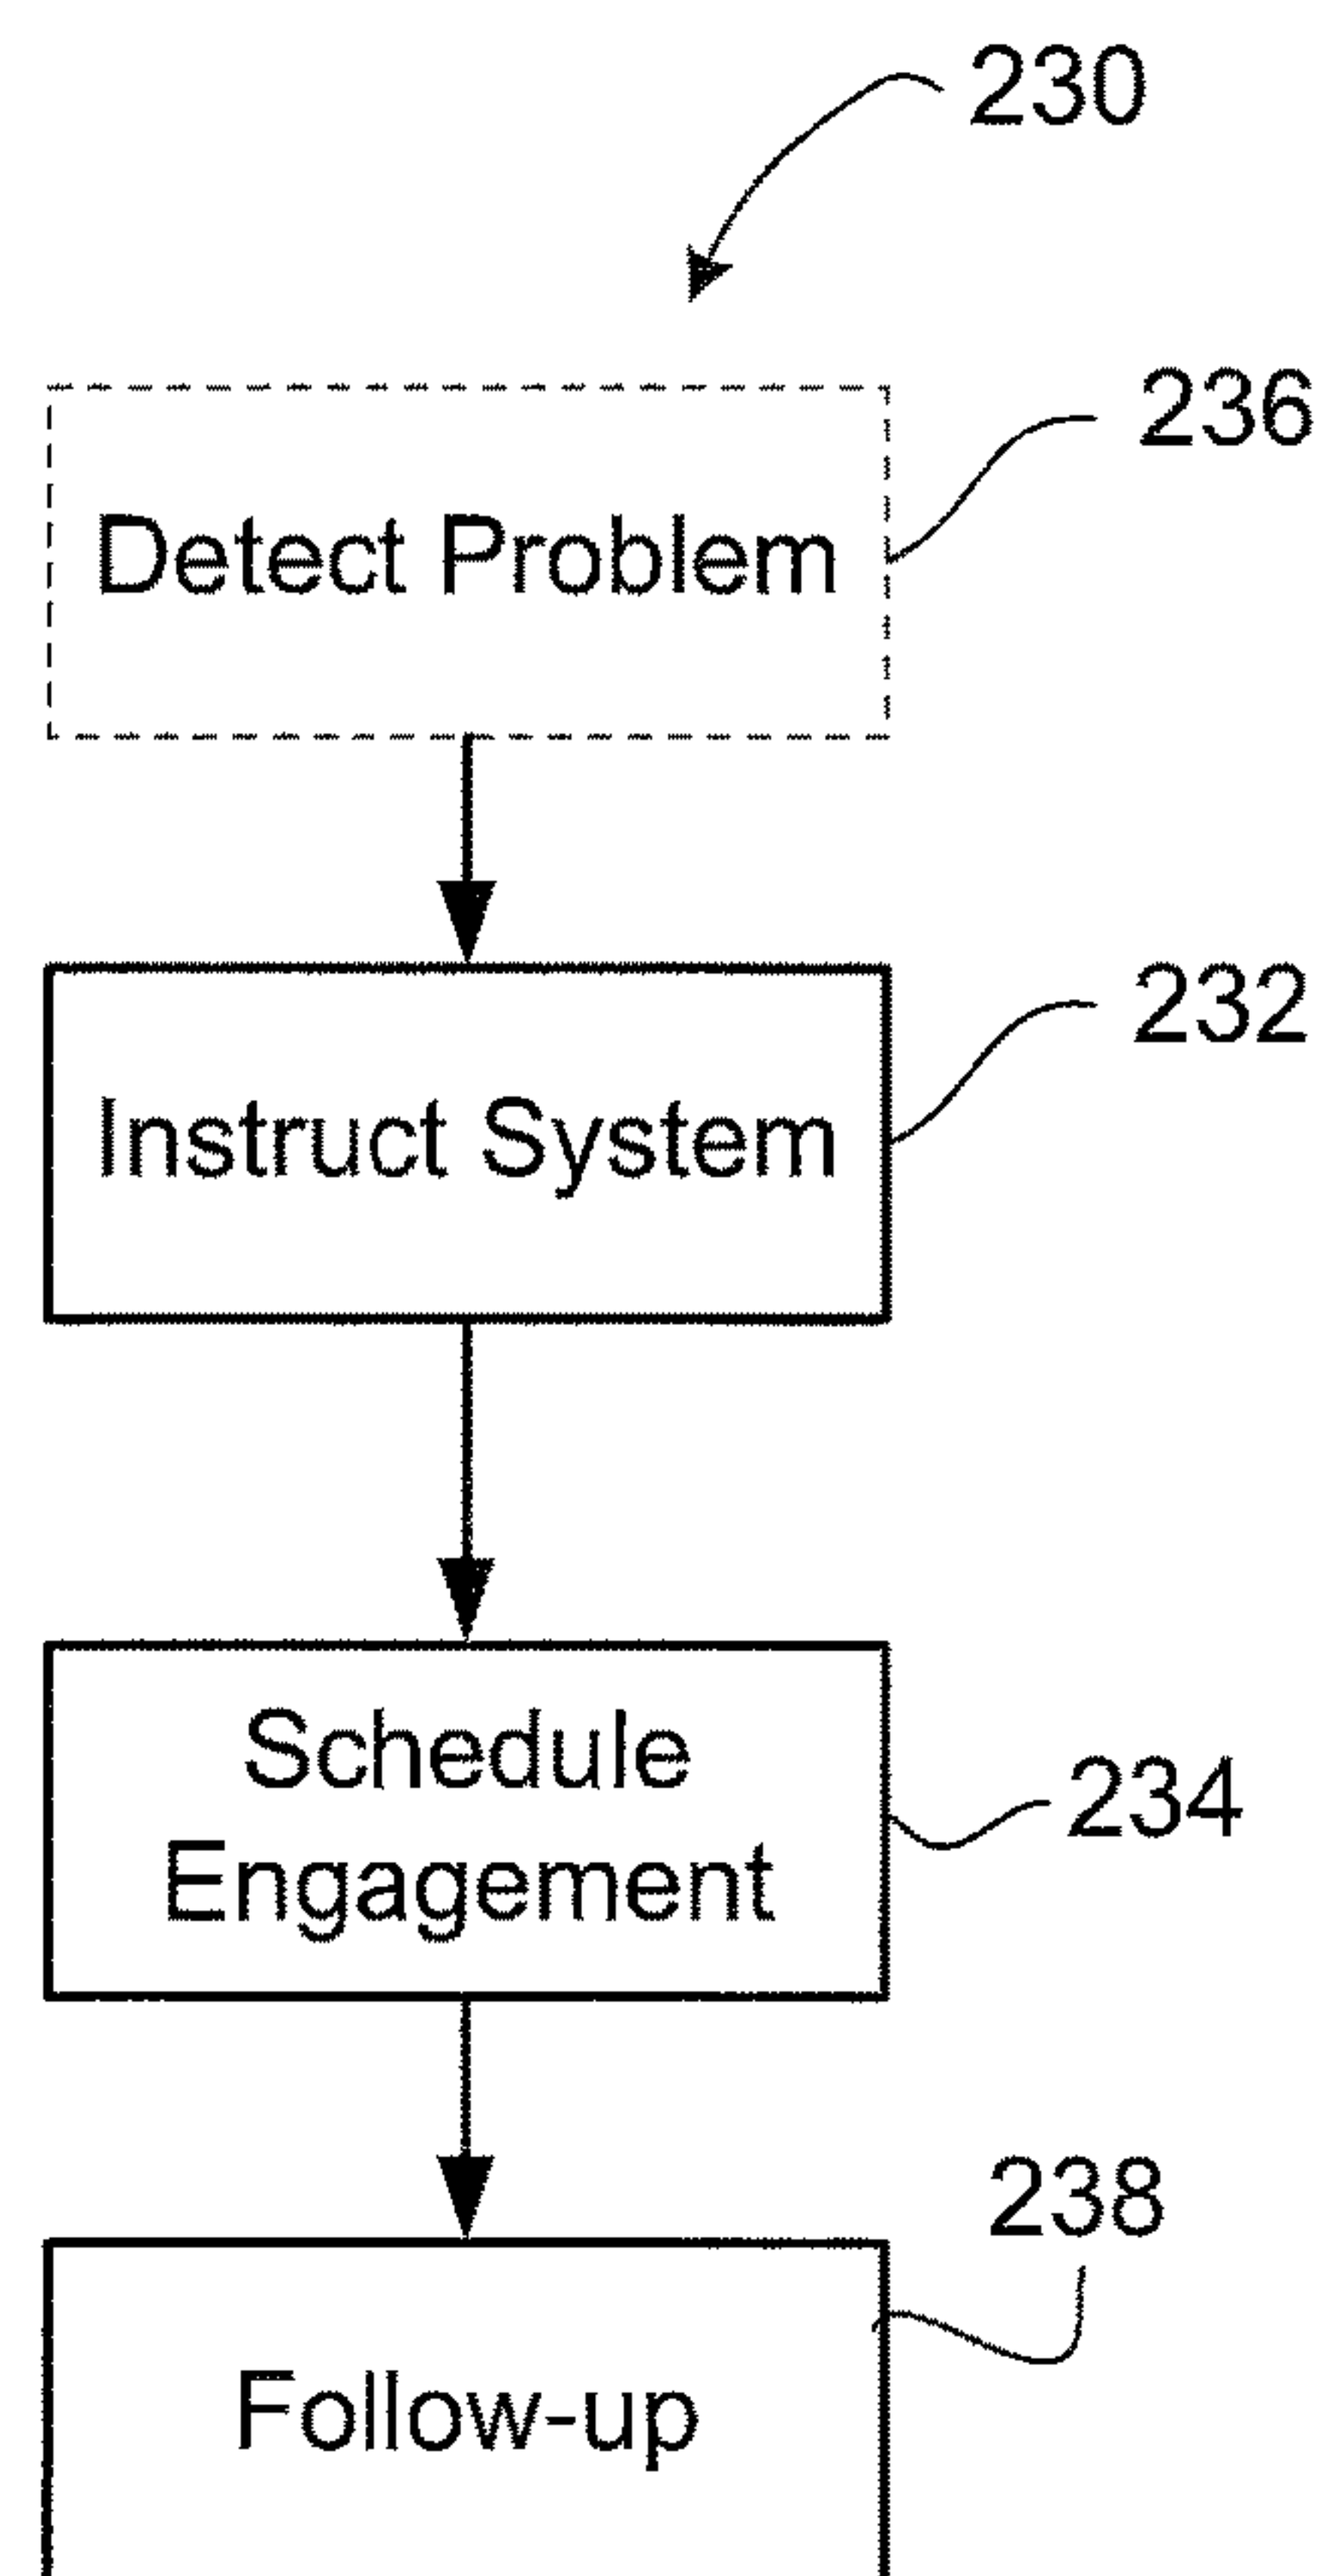 230
236
Detect Problem
232
Instruct System
Schedule
Engagement
234
238
Follow-up